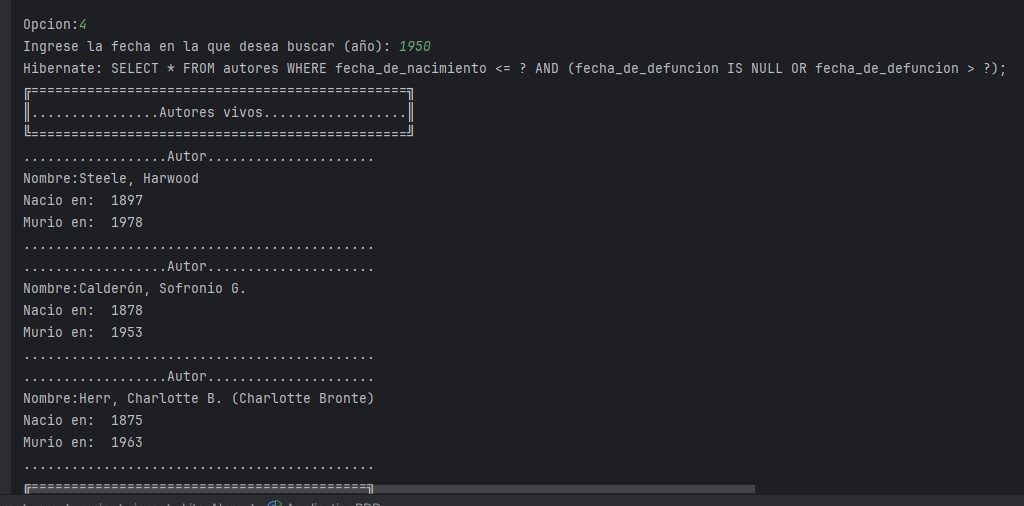 Opcion:4
Ingrese la fecha en la que desea buscar (año): 1950
Hibernate: SELECT * FROM autores WHERE fecha_de_nacimiento <= ? AND (fecha_de_defuncion IS NULL OR fecha_de_defuncion > ?);
╔===============================================╗
║................Autores vivos..................║
╚===============================================╝
..................Autor.....................
Nombre:Steele, Harwood
Nacio en:  1897
Murio en:  1978
............................................
..................Autor.....................
Nombre:Calderón, Sofronio G.
Nacio en:  1878
Murio en:  1953
............................................
..................Autor.....................
Nombre:Herr, Charlotte B. (Charlotte Bronte)
Nacio en:  1875
Murio en:  1963
............................................
╔==========================================╗